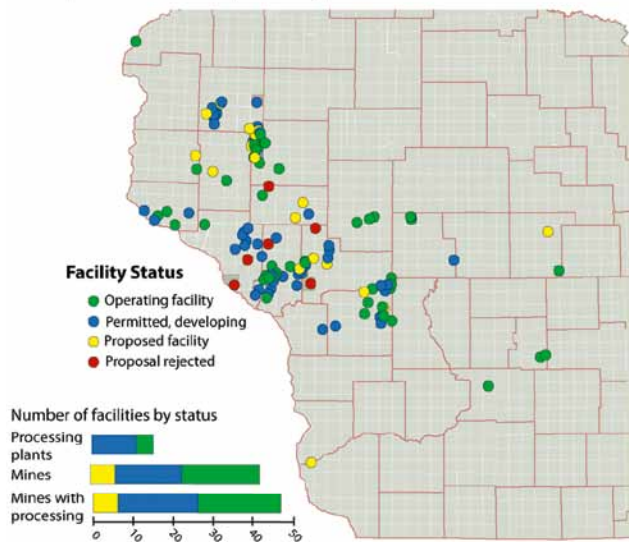 Facility Status
Operating facility
Permitted, developing
Proposed facility
Proposal rejected
Number of facilities by status
Processing
plants
Mines
Mines with
processing
0 10 20 30 40 50